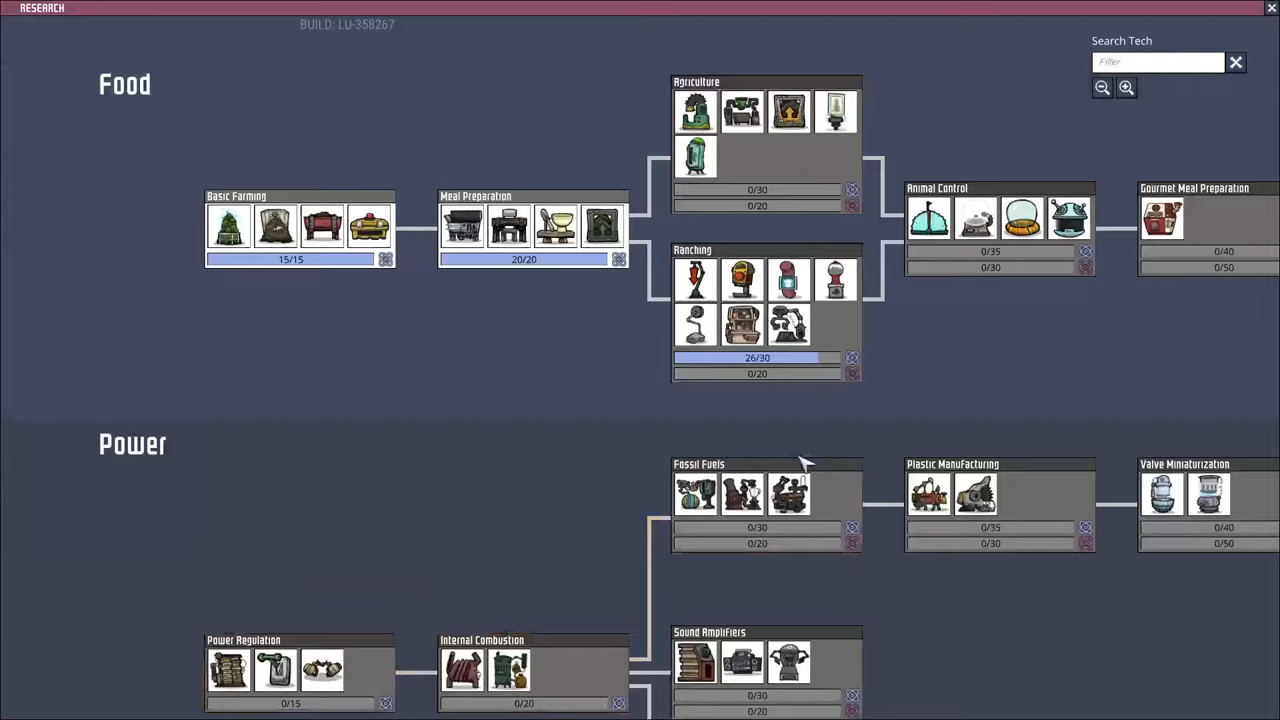 RESEARCH
BUILD: LU-358267
Search Tech
Filter
Food
Agriculture
0/30
0/20
Basic Farming
15/15
Meal Preparation
20/20
Animal Control
0/35
0/30
Gourmet Meal Preparation
0/40
0/50
Ranching
26/30
0/20
Power
Fossil Fuels
0/30
0/20
Plastic Manufacturing
0/35
0/30
Valve Miniaturization
0/40
0/50
Power Regulation
0/15
Internal Combustion
0/20
Sound Amplifiers
0/30
0/20